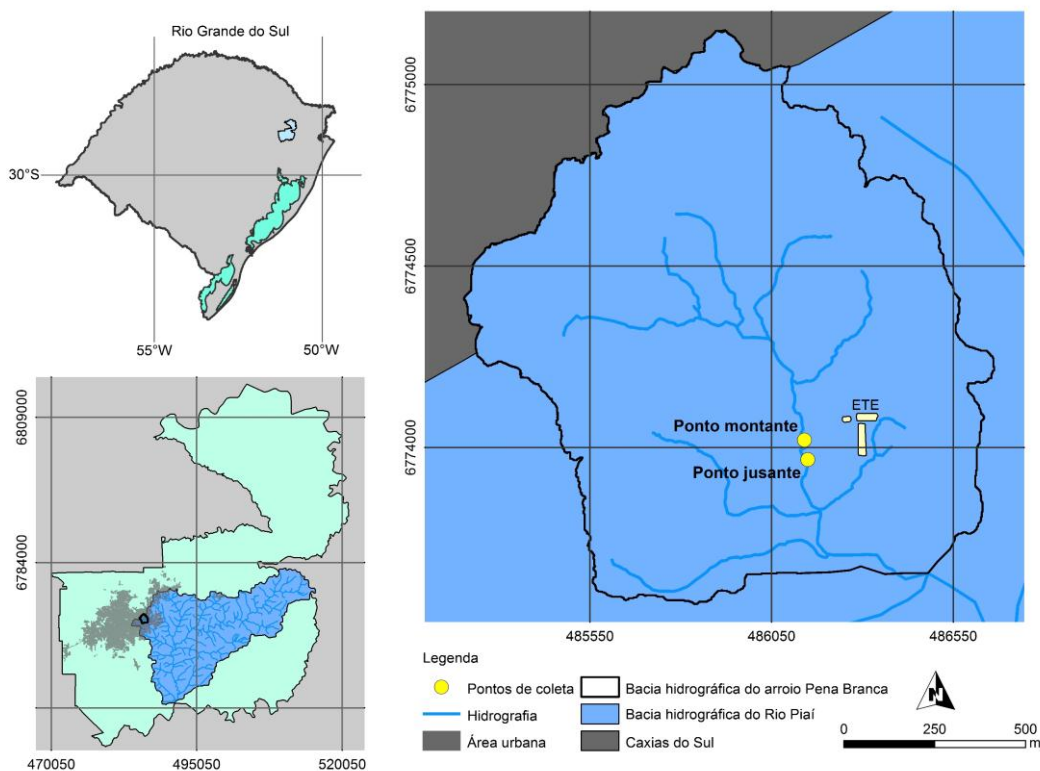 Rio Grande do Sul
30°S
55°W
50°W
6809000
6784000
470050
495050
520050
6775000
6774500
6774000
ETE
Ponto montante
Ponto jusante
485550
486050
486550
Legenda
Pontos de coleta
Hidrografia
Área urbana
Bacia hidrográfica do arroio Pena Branca
Bacia hidrográfica do Rio Piaí
Caxias do Sul
N
0 250 500
m